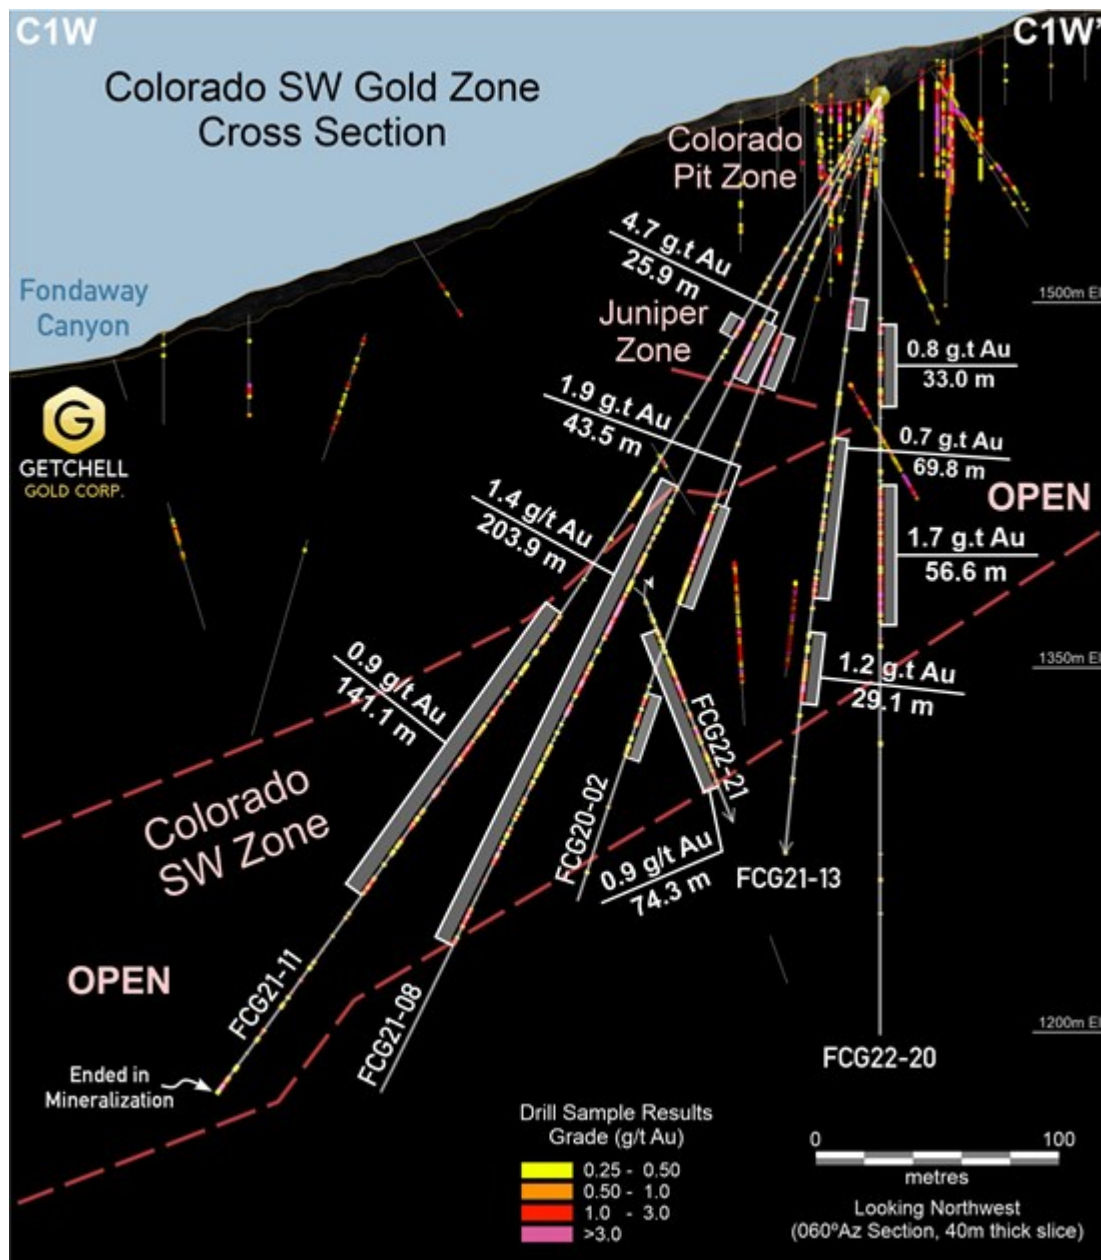 C1W
C1W'
Colorado SW Gold Zone
Cross Section
Colorado
Pit Zone
4.7 g.t Au
25.9 m
Fondaway
Canyon
1500m El
Juniper
Zone
0.8 g.t Au
33.0 m
1.9 g.t Au
43.5 m
G
GETCHELL
GOLD CORP.
0.7 g.t Au
69.8 m
OPEN
1.4 g/t Au
203.9 m
1.7 g.t Au
56.6 m
0.9 g/t Au
141.1 m
1350m El
1.2 g.t Au
29.1 m
FCG22-21
Colorado
SW Zone
FCG20-02
0.9 g/t Au
74.3 m
FCG21-13
OPEN
FCG21-11
FCG21-08
1200m El
FCG22-20
Ended in
Mineralization
Drill Sample Results
Grade (g/t Au)
0.25 - 0.50
0.50 - 1.0
1.0 - 3.0
>3.0
0 100
metres
Looking Northwest
(060ºAz Section, 40m thick slice)